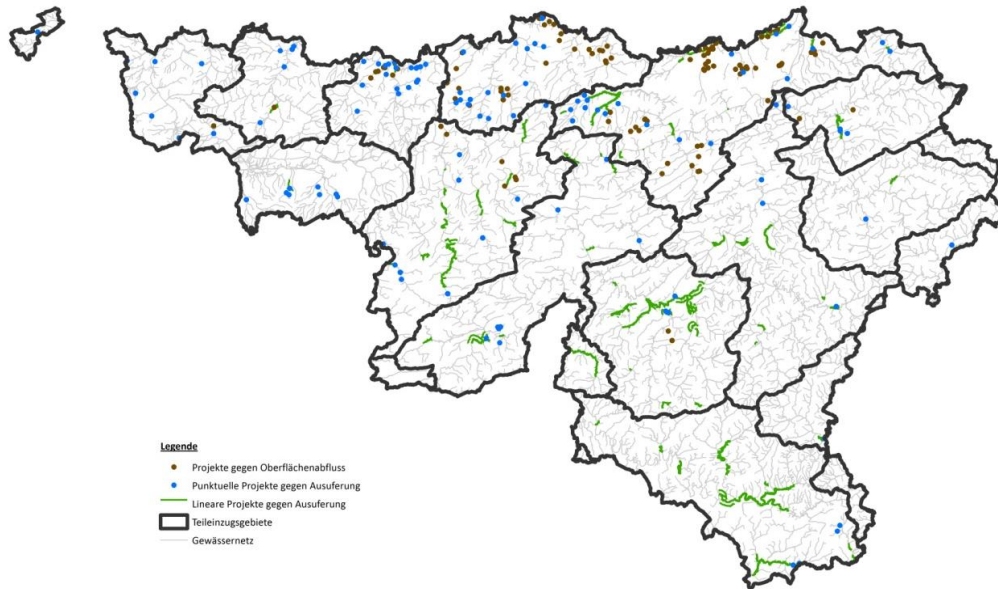 Legende
Projekte gegen Oberflächenabfluss
Punktuelle Projekte gegen Ausuferung
Lineare Projekte gegen Ausuferung
Teileinzugsgebiete
Gewässernetz